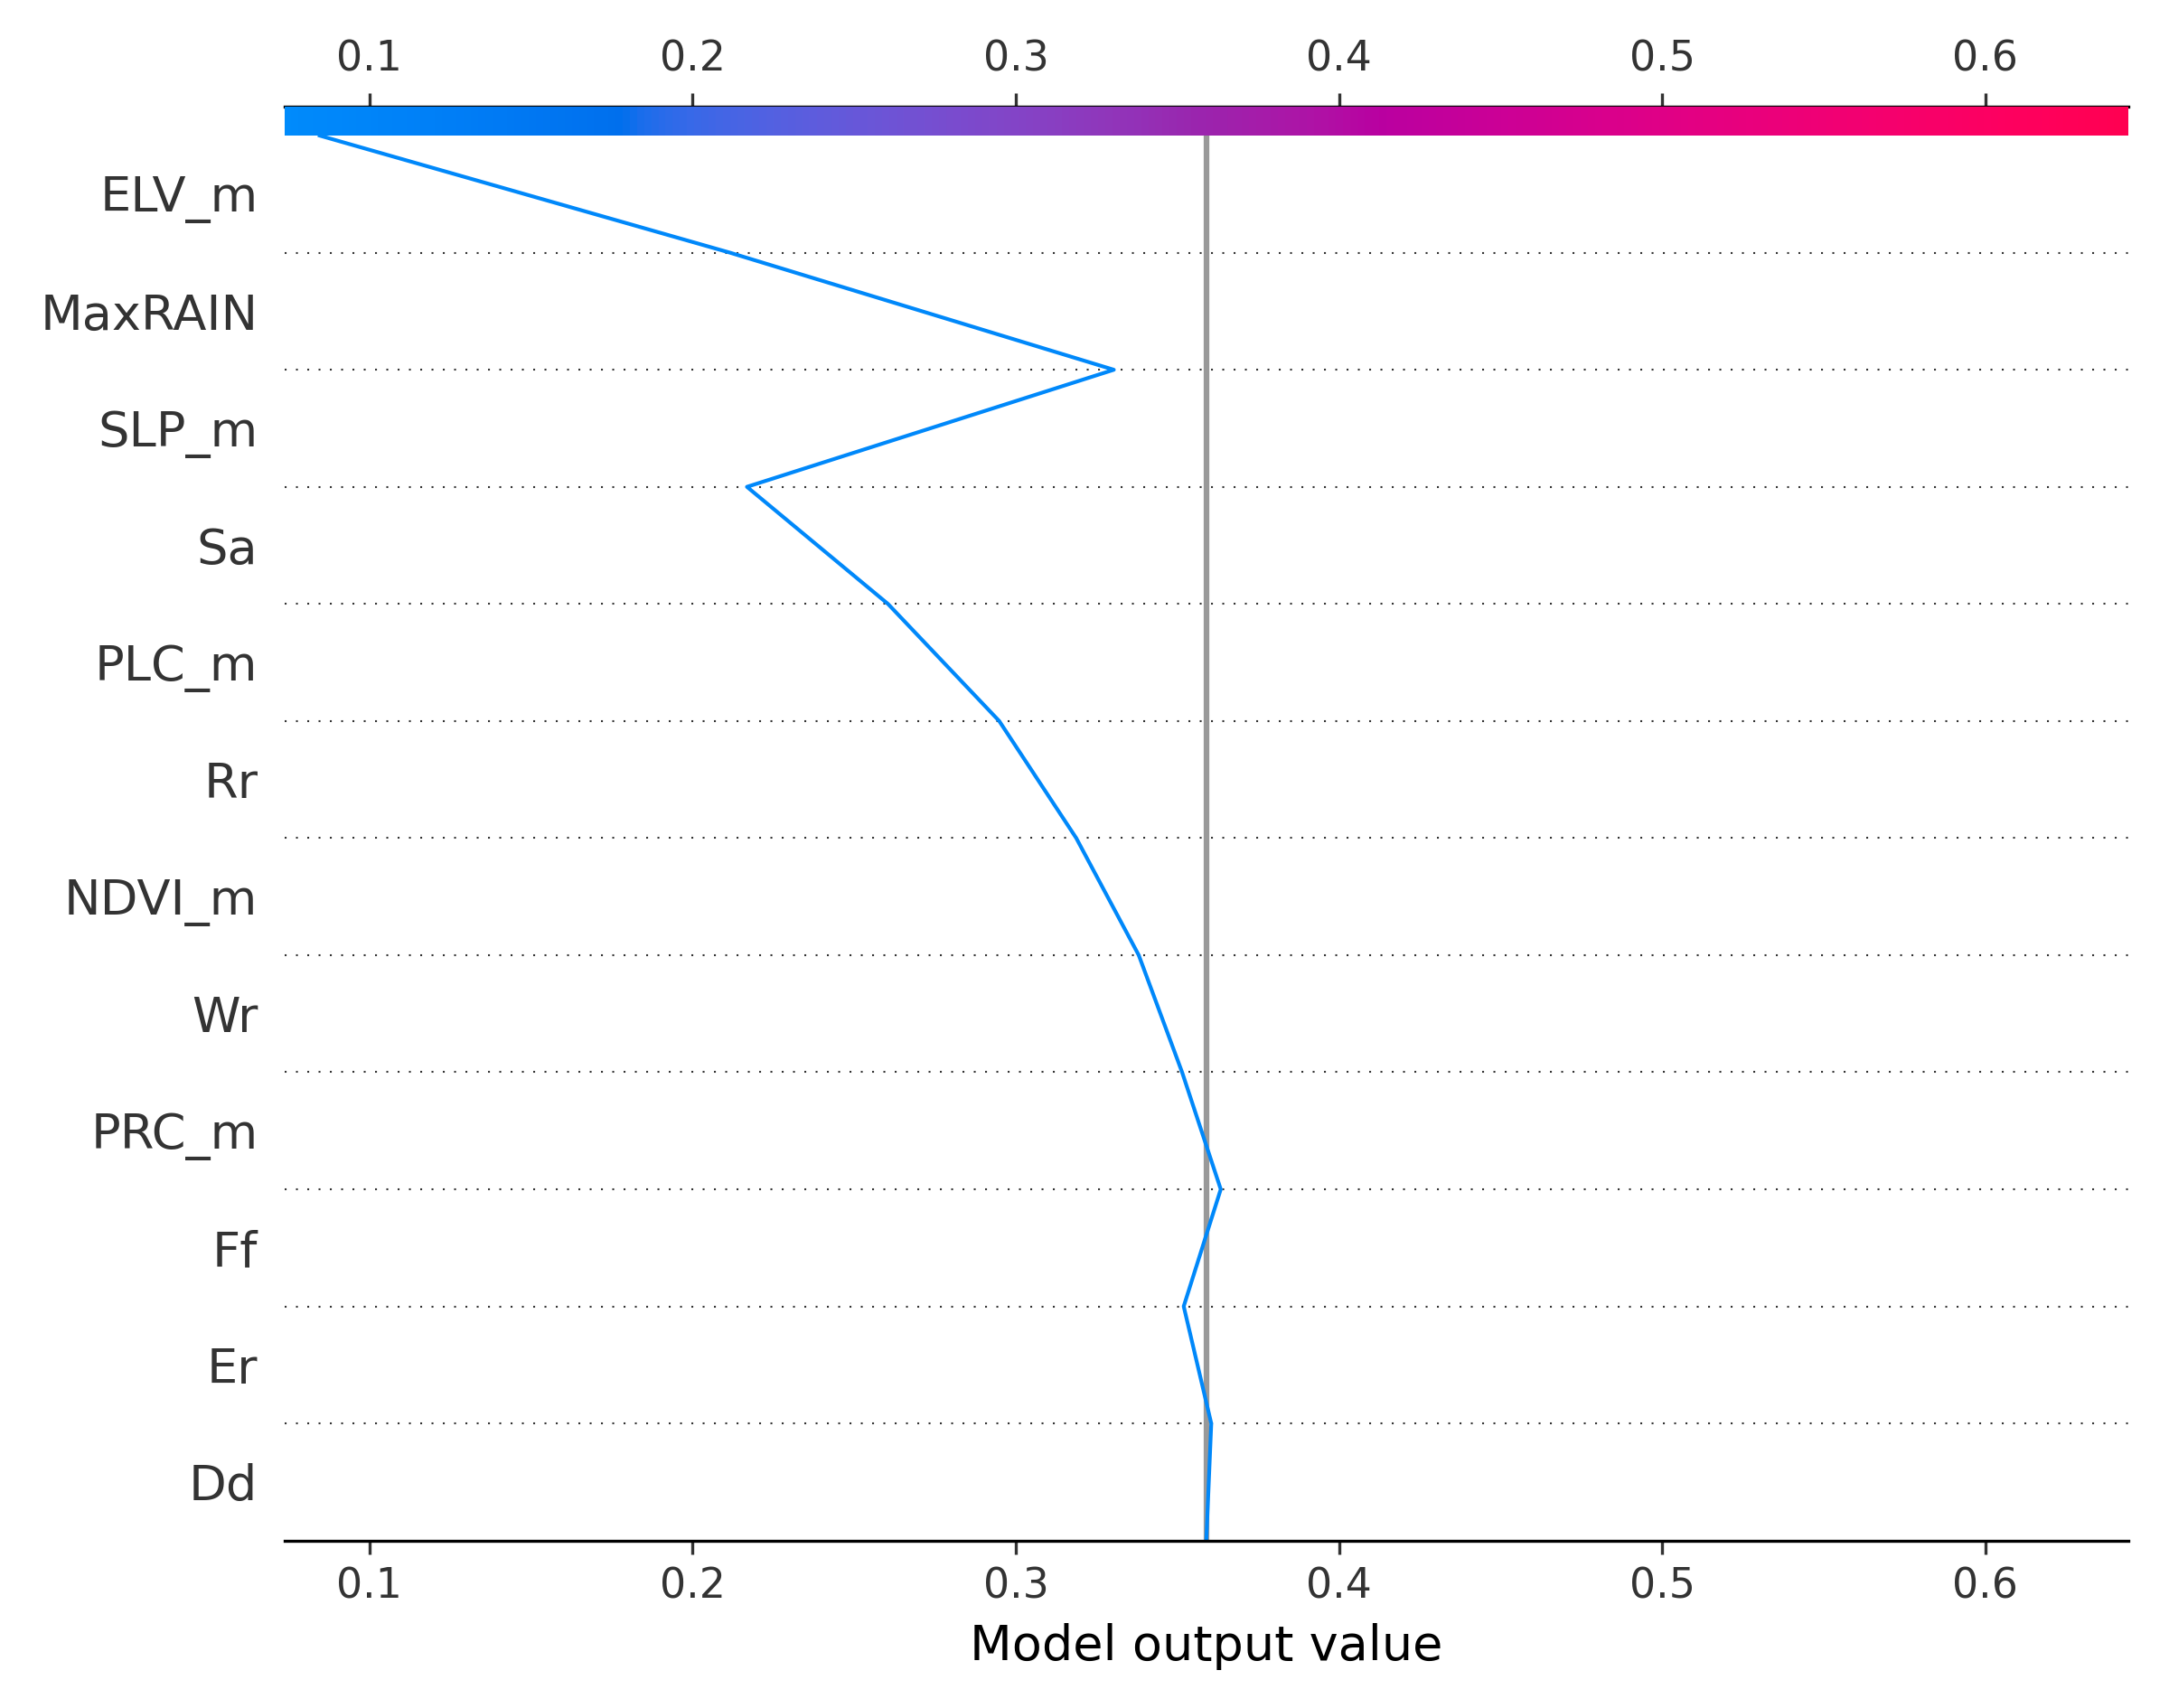 0.1 0.2 0.3 0.4 0.5 0.6
ELV_m
MaxRAIN
SLP_m
Sa
PLC_m
Rr
NDVI_m
Wr
PRC_m
Ff
Er
Dd
0.1 0.2 0.3 0.4 0.5 0.6
Model output value